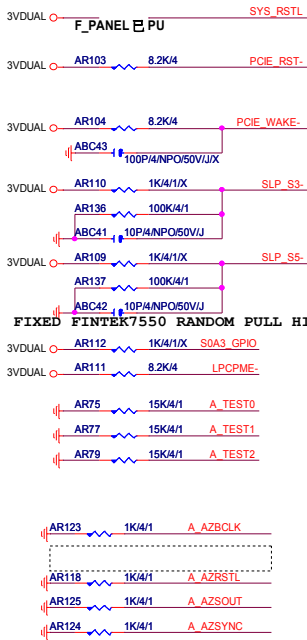 3VDUAL SYS_RSTL
F_PANEL 已 PU
3VDUAL AR103 8.2K/4 PCIE_RST-
3VDUAL AR104 8.2K/4 PCIE_WAKE-
ABC43 100P/4/NPO/50V/J/X
3VDUAL AR110 1K/4/1/X SLP_S3-
AR136 100K/4/1
ABC41 10P/4/NPO/50V/J
3VDUAL AR109 1K/4/1/X SLP_S5-
AR137 100K/4/1
ABC42 10P/4/NPO/50V/J
FIXED FINTEK7550 RANDOM PULL HI
3VDUAL AR112 1K/4/1/X S0A3_GPIO
3VDUAL AR111 8.2K/4 LPCPME-
AR75 15K/4/1 A_TEST0
AR77 15K/4/1 A_TEST1
AR79 15K/4/1 A_TEST2
AR123 1K/4/1 A_AZBCLK
AR118 1K/4/1 A_AZRSTL
AR125 1K/4/1 A_AZSOUT
AR124 1K/4/1 A_AZSYNC